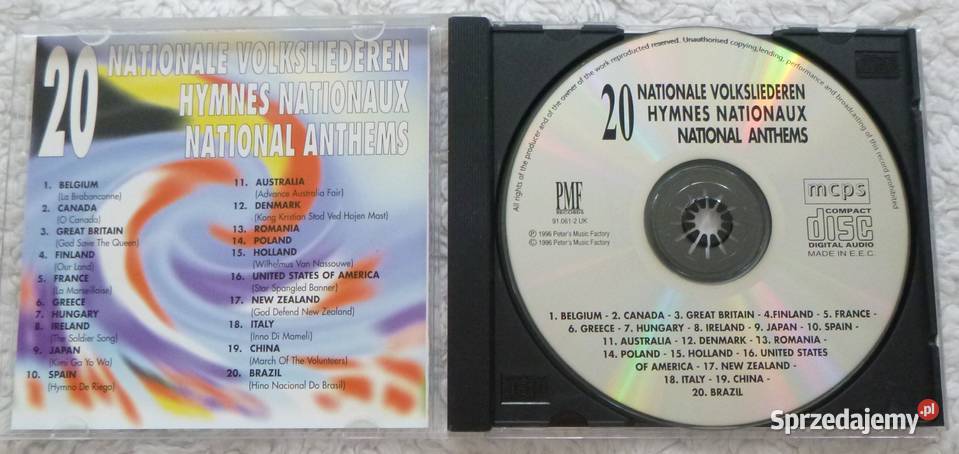 20
NATIONALE VOLKSLIEDEREN
HYMNES NATIONAUX
NATIONAL ANTHEMS
1. BELGIUM
(La Brabanconne)
2. CANADA
(O Canada)
3. GREAT BRITAIN
(God Save The Queen)
4. FINLAND
(Our Land)
5. FRANCE
(La Marseillaise)
6. GREECE
7. HUNGARY
8. IRELAND
(The Soldier Song)
9. JAPAN
(Kimi Ga Yo Wa)
10. SPAIN
(Hymno De Riega)
11. AUSTRALIA
(Advance Australia Fair)
12. DENMARK
(Kong Kristian Stod Ved Hojen Mast)
13. ROMANIA
14. POLAND
15. HOLLAND
(Wilhelmus Van Nassouwe)
16. UNITED STATES OF AMERICA
(Star Spangled Banner)
17. NEW ZEALAND
(God Defend New Zealand)
18. ITALY
(Inno Di Mameli)
19. CHINA
(March Of The Volunteers)
20. BRAZIL
(Hino Nacional Do Brasil)
All rights of the producer and of the owner of the work reproduced reserved. Unauthorised copying, lending, performance and broadcasting of this record prohibited
20
NATIONALE VOLKSLIEDEREN
HYMNES NATIONAUX
NATIONAL ANTHEMS
PMF
RECORDS
91.061-2 UK
℗ 1996 Peter's Music Factory
© 1996 Peter's Music Factory
mcps
COMPACT
disc
DIGITAL AUDIO
MADE IN E.E.C.
1. BELGIUM - 2. CANADA - 3. GREAT BRITAIN - 4.FINLAND - 5. FRANCE -
6. GREECE - 7. HUNGARY - 8. IRELAND - 9. JAPAN - 10. SPAIN -
11. AUSTRALIA - 12. DENMARK - 13. ROMANIA -
14. POLAND - 15. HOLLAND - 16. UNITED STATES
OF AMERICA - 17. NEW ZEALAND -
18. ITALY - 19. CHINA -
20. BRAZIL
Sprzedajemy.pl